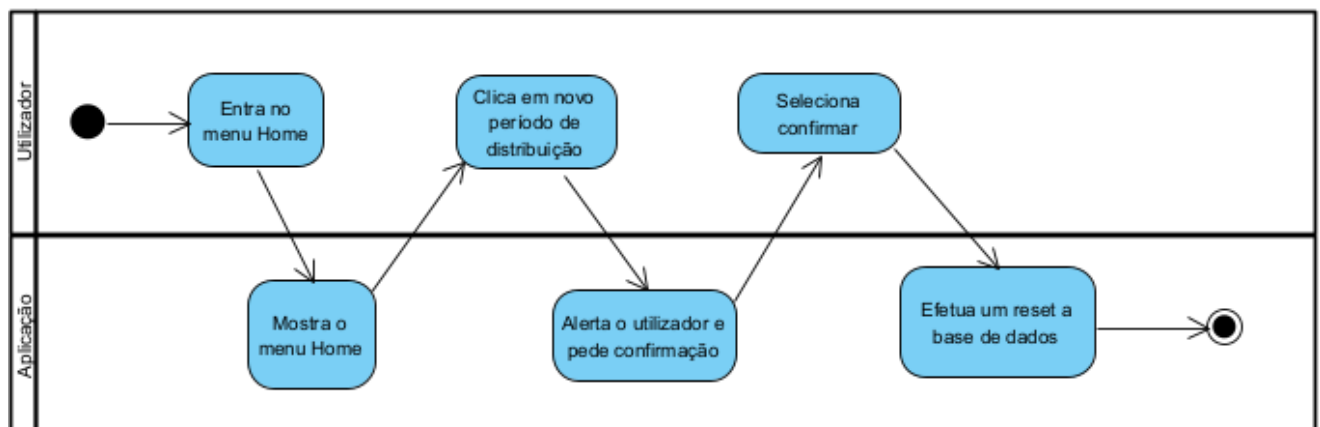 Utilizador
Entra no
menu Home
Clica em novo
período de
distribuição
Seleciona
confirmar
Aplicação
Mostra o
menu Home
Alerta o utilizador e
pede confirmação
Efetua um reset a
base de dados